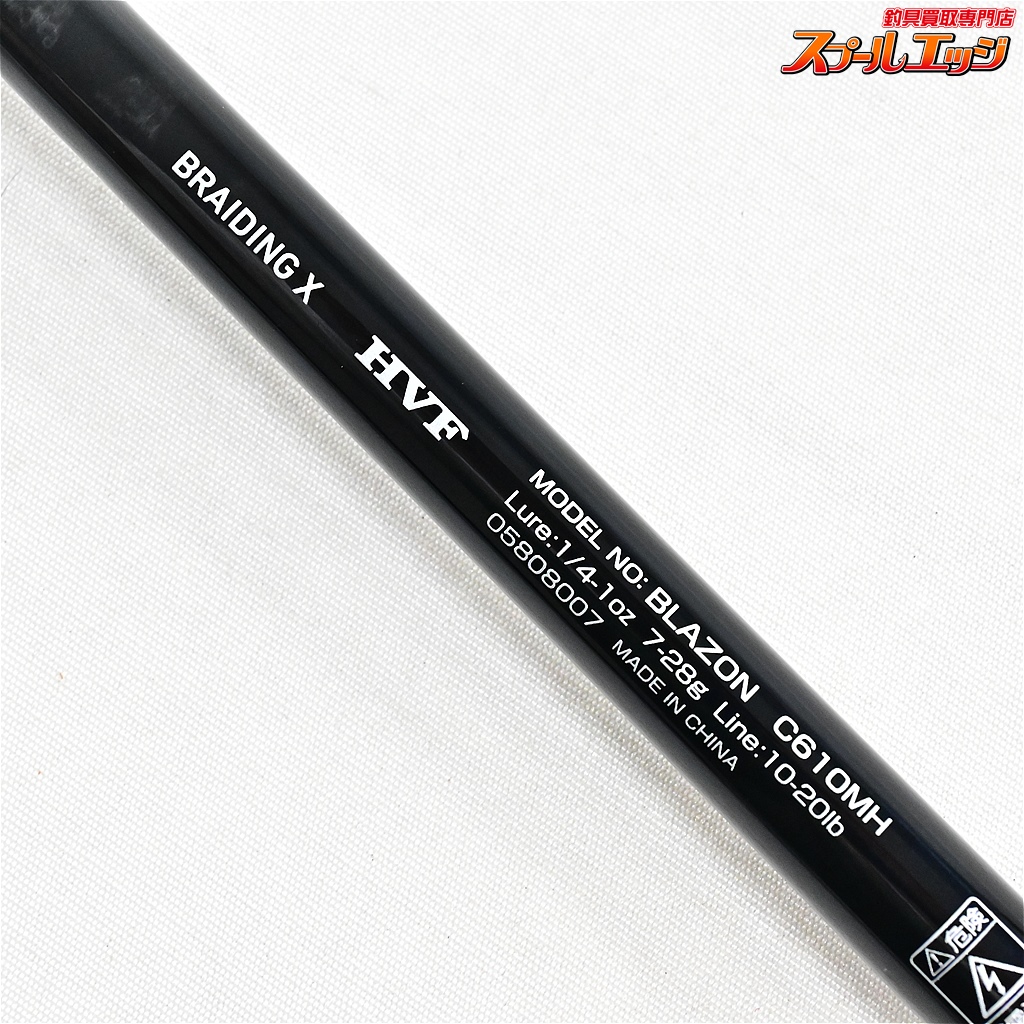 釣具買取専門店
スプールエッジ
BRAIDING X
HVF
MODEL NO: BLAZON C610MH
Lure:1/4-1oz 7-28g Line:10-20lb
05808007 MADE IN CHINA
危険